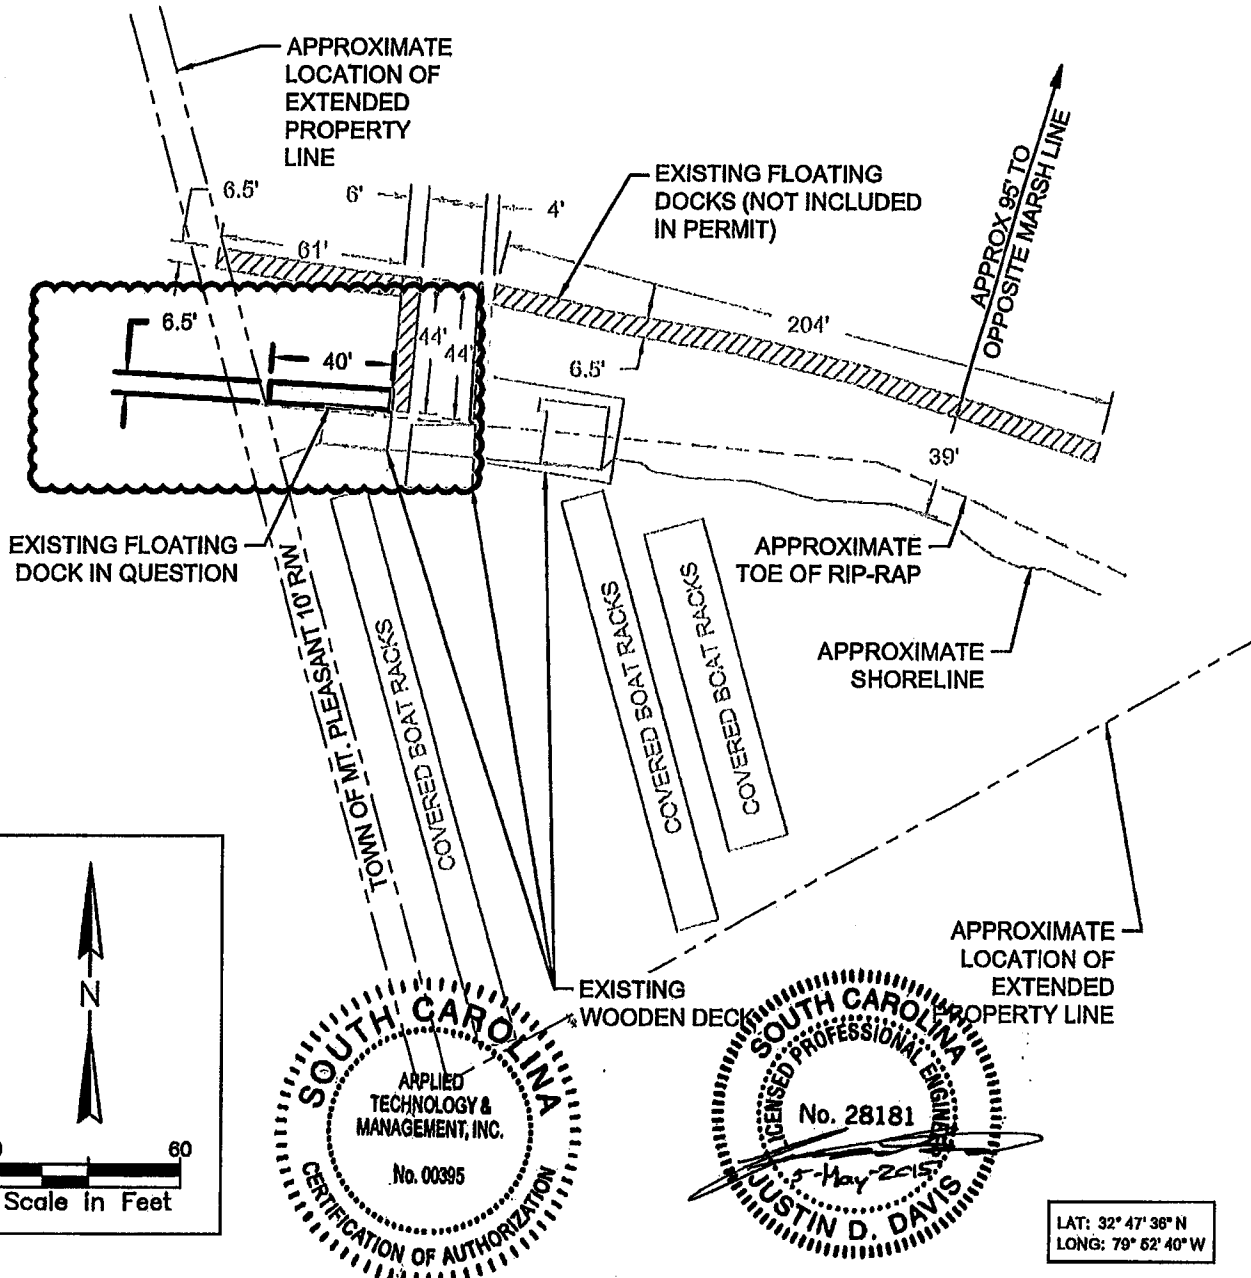 APPROXIMATE
LOCATION OF
EXTENDED
PROPERTY
LINE
6.5'
6'
4'
EXISTING FLOATING
DOCKS (NOT INCLUDED
IN PERMIT)
APPROX 95' TO
OPPOSITE MARSH LINE
61'
204'
6.5'
40'
44'
44'
6.5'
39'
EXISTING FLOATING
DOCK IN QUESTION
APPROXIMATE
TOE OF RIP-RAP
APPROXIMATE
SHORELINE
TOWN OF MT. PLEASANT 10' R/W
COVERED BOAT RACKS
COVERED BOAT RACKS
COVERED BOAT RACKS
APPROXIMATE
LOCATION OF
EXTENDED
PROPERTY LINE
EXISTING
WOODEN DECK
N
60
Scale in Feet
SOUTH CAROLINA
APPLIED
TECHNOLOGY &
MANAGEMENT, INC.
No. 00395
CERTIFICATION OF AUTHORIZATION
SOUTH CAROLINA
LICENSED PROFESSIONAL ENGINEER
No. 28181
5-May-2015
JUSTIN D. DAVIS
LAT: 32° 47' 36" N
LONG: 79° 52' 40" W